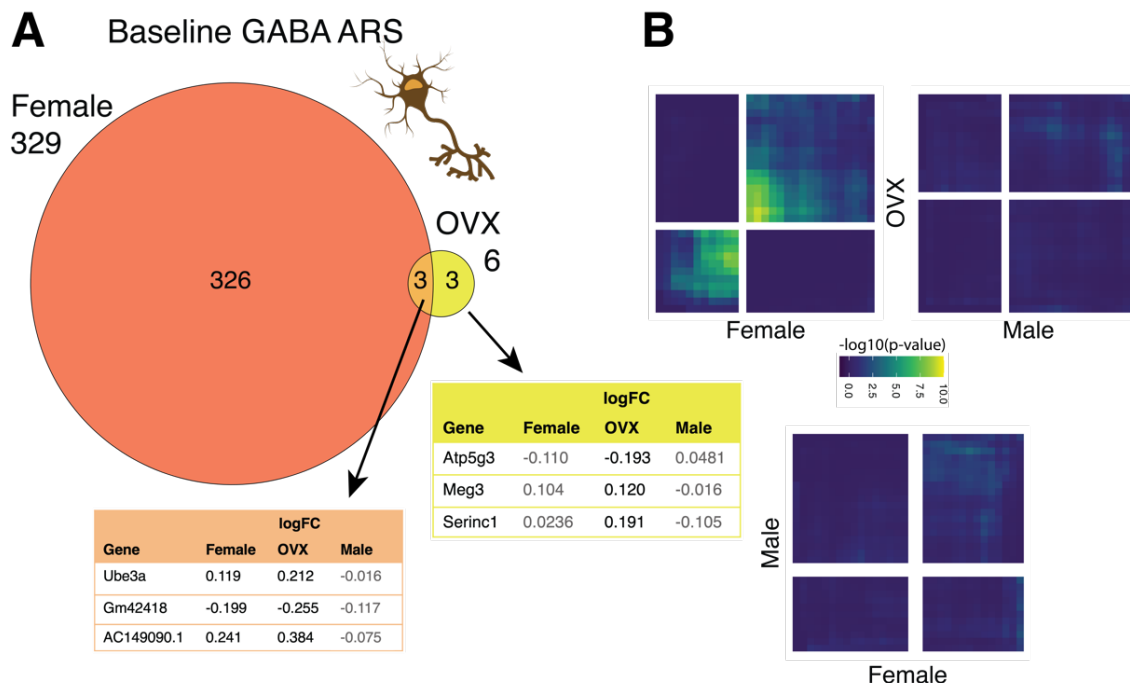 A
Baseline GABA ARS
Female
329
OVX
6
326
3
3
logFC
Gene Female OVX Male
Atp5g3 -0.110 -0.193 0.0481
Meg3 0.104 0.120 -0.016
Serinc1 0.0236 0.191 -0.105
logFC
Gene Female OVX Male
Ube3a 0.119 0.212 -0.016
Gm42418 -0.199 -0.255 -0.117
AC149090.1 0.241 0.384 -0.075
B
OVX
Female
Male
-log10(p-value)
0.0 2.5 5.0 7.5 10.0
Male
Female